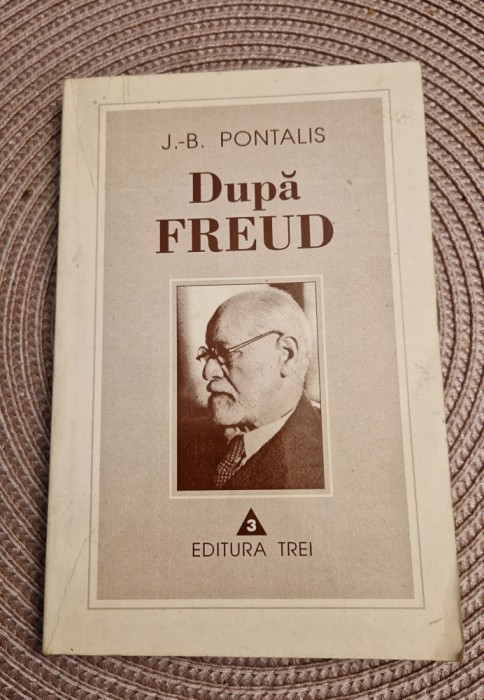 J.-B. PONTALIS
După
FREUD
3
EDITURA TREI